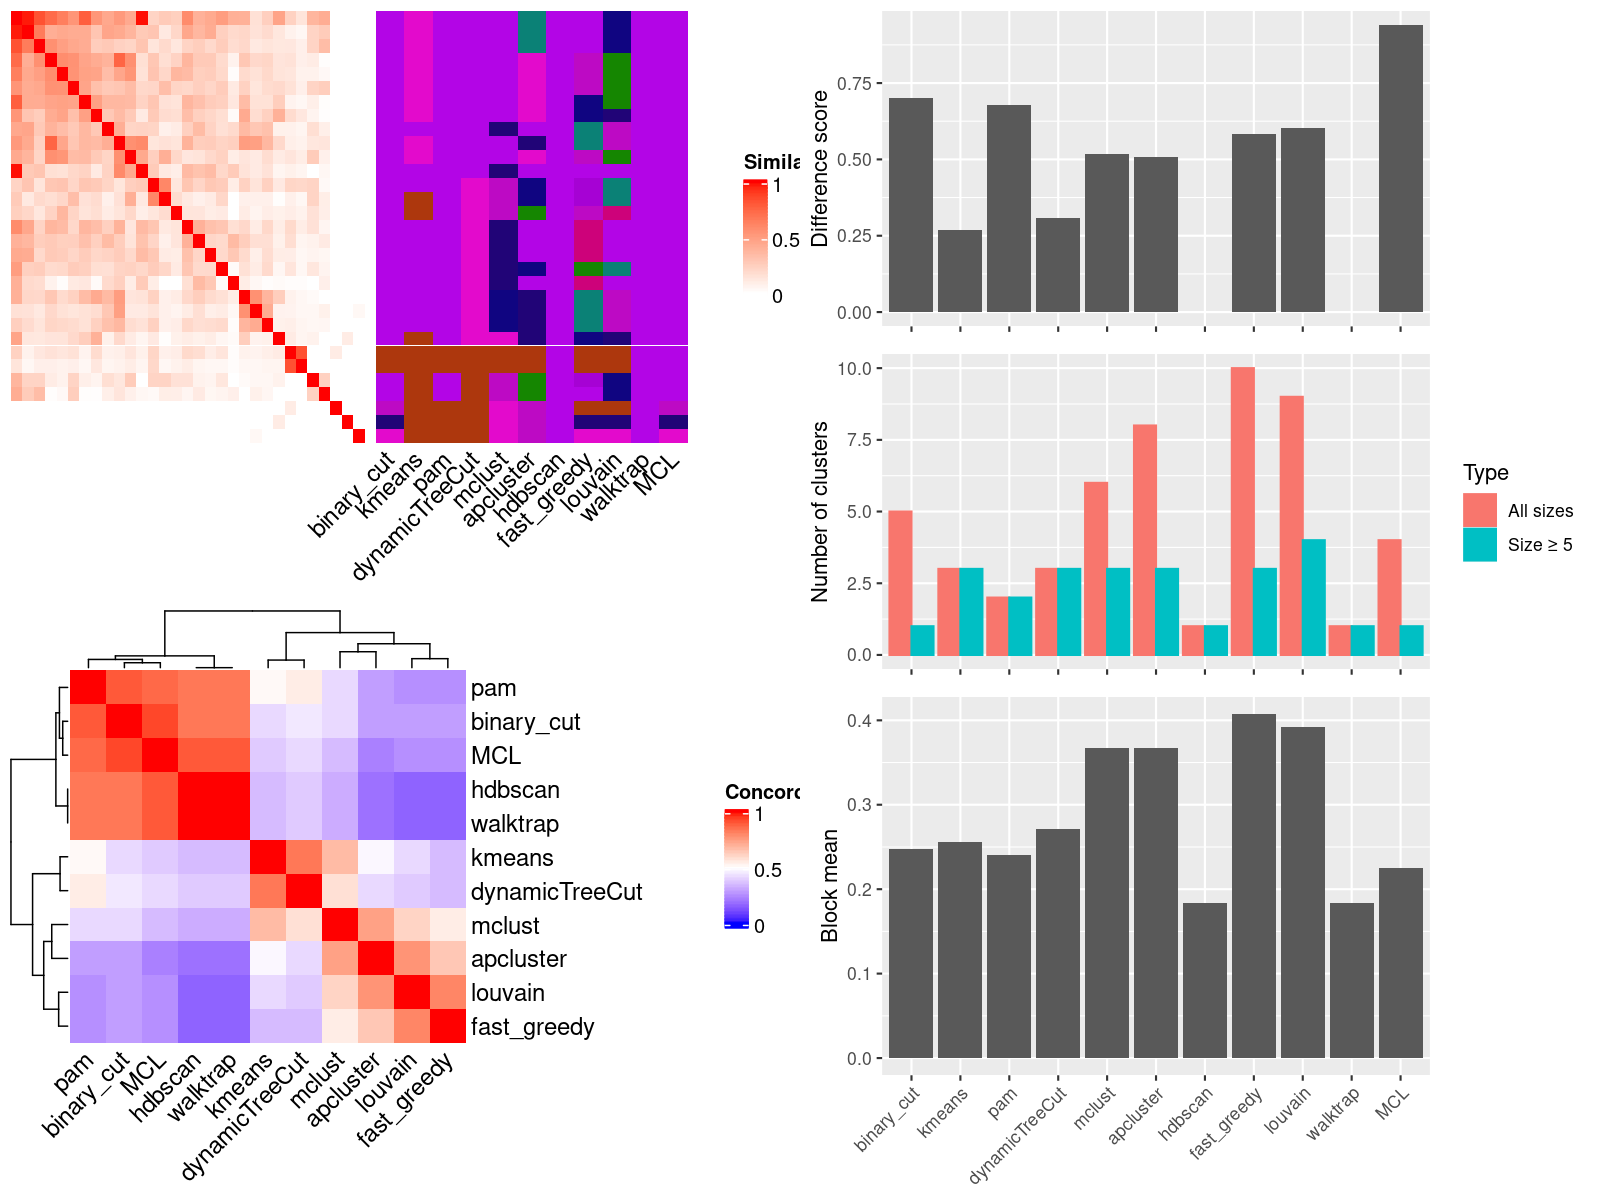 Simila
1
0.5
0
binary_cut
kmeans
pam
dynamicTreeCut
mclust
apcluster
hdbscan
fast_greedy
louvain
walktrap
MCL
Difference score
0.75
0.50
0.25
0.00
Number of clusters
10.0
7.5
5.0
2.5
0.0
Type
All sizes
Size ≥ 5
pam
binary_cut
MCL
hdbscan
walktrap
kmeans
dynamicTreeCut
mclust
apcluster
louvain
fast_greedy
pam
binary_cut
MCL
hdbscan
walktrap
kmeans
dynamicTreeCut
mclust
apcluster
louvain
fast_greedy
Concord
1
0.5
0
Block mean
0.4
0.3
0.2
0.1
0.0
binary_cut
kmeans
pam
dynamicTreeCut
mclust
apcluster
hdbscan
fast_greedy
louvain
walktrap
MCL